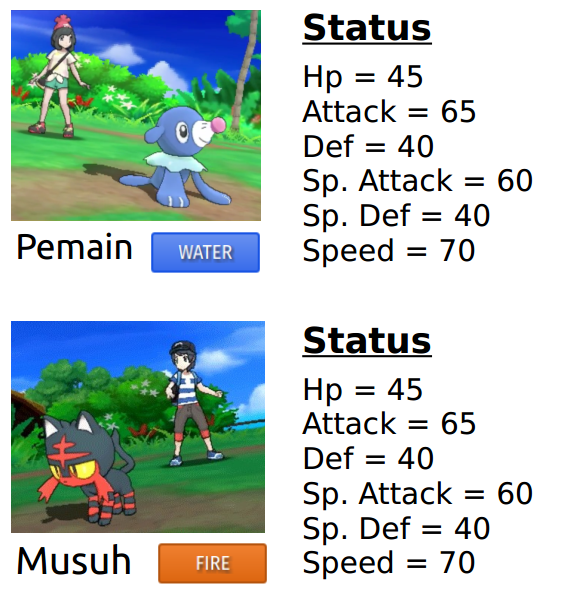 Status
Hp = 45
Attack = 65
Def = 40
Sp. Attack = 60
Sp. Def = 40
Speed = 70
Pemain WATER
Status
Hp = 45
Attack = 65
Def = 40
Sp. Attack = 60
Sp. Def = 40
Speed = 70
Musuh FIRE